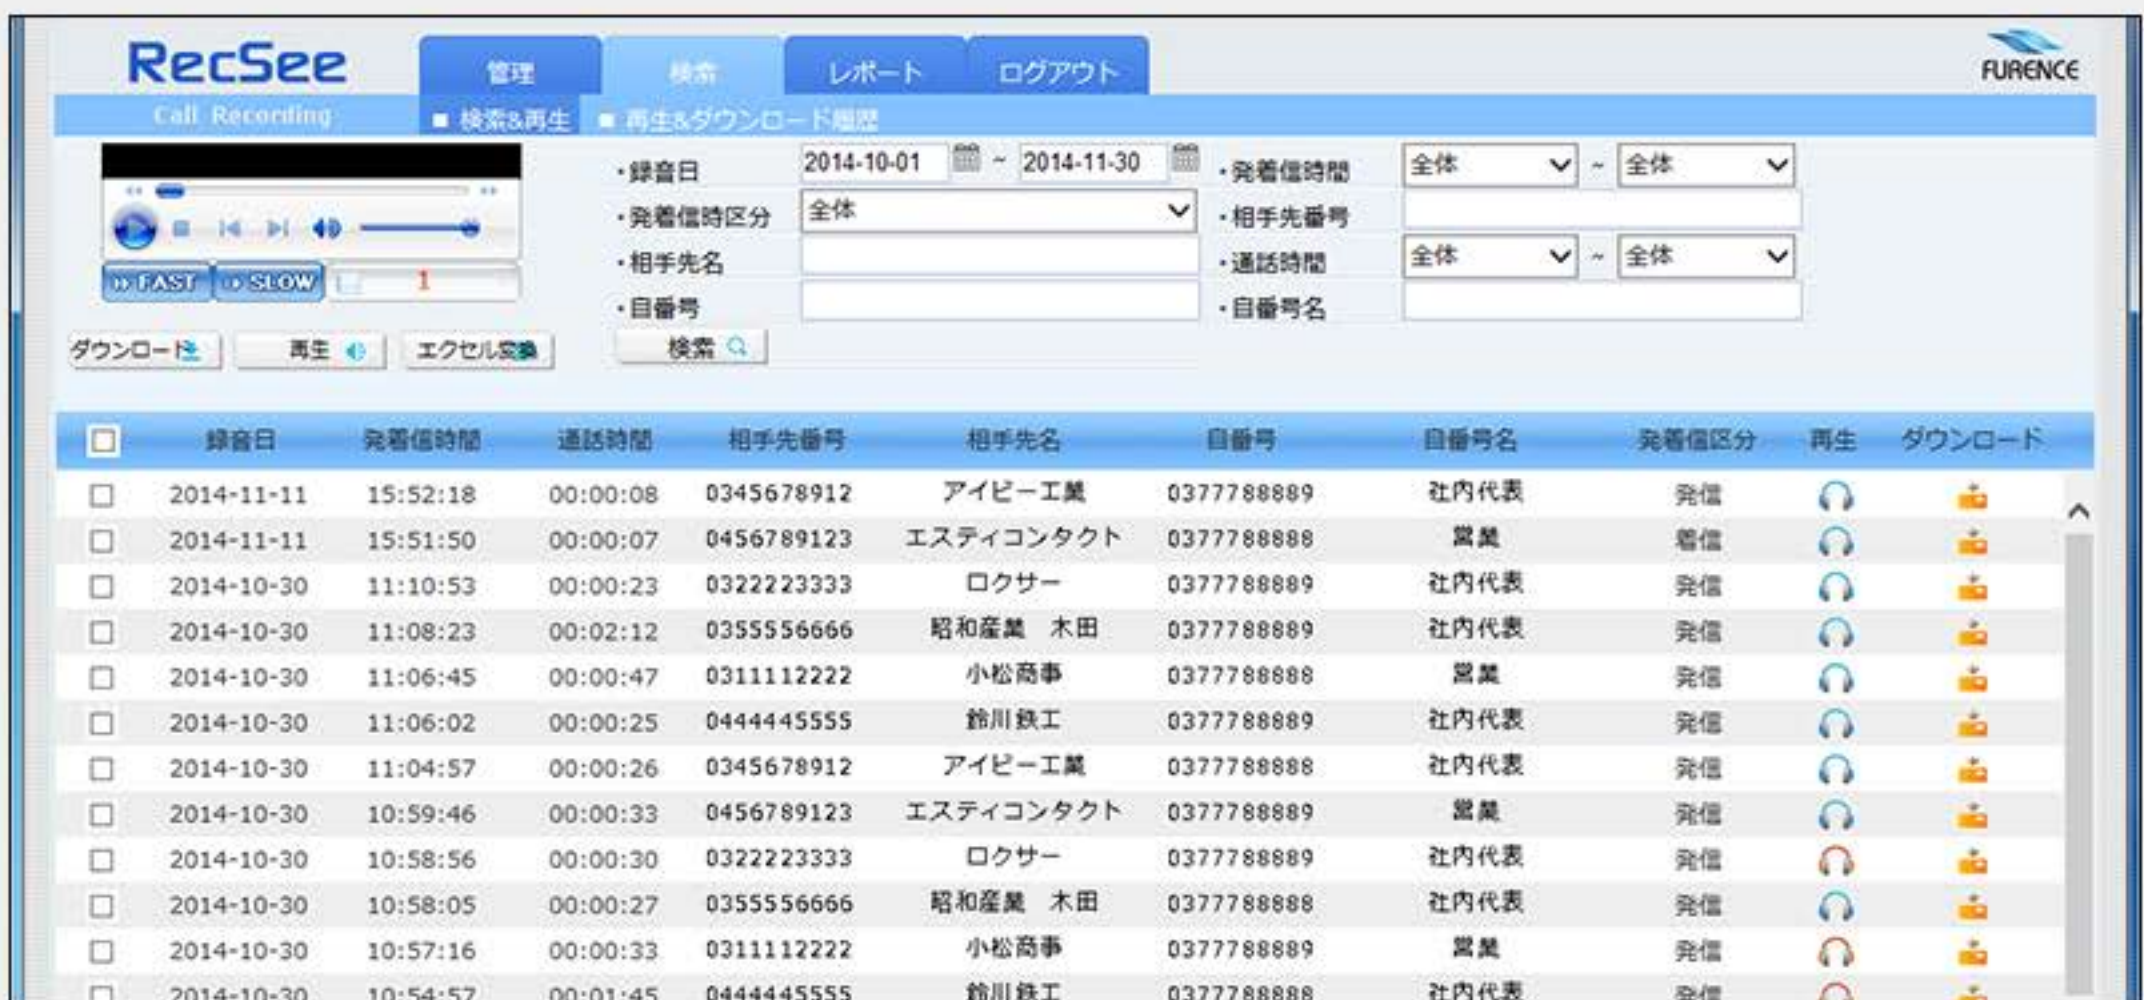 RecSee 管理 検索 レポート ログアウト FURENCE
Call Recording ■ 検索&再生 ■ 再生&ダウンロード履歴
・録音日 2014-10-01 ~ 2014-11-30 ・発着信時間 全体 ~ 全体
・発着信時区分 全体 ・相手先番号
・相手先名 ・通話時間 全体 ~ 全体
FAST SLOW 1
・自番号 ・自番号名
ダウンロード 再生 エクセル変換 検索
録音日 発着信時間 通話時間 相手先番号 相手先名 自番号 自番号名 発着信区分 再生 ダウンロード
2014-11-11 15:52:18 00:00:08 0345678912 アイピー工業 0377788889 社内代表 発信
2014-11-11 15:51:50 00:00:07 0456789123 エスティコンタクト 0377788888 営業 着信
2014-10-30 11:10:53 00:00:23 0322223333 ロクサー 0377788889 社内代表 発信
2014-10-30 11:08:23 00:02:12 0355556666 昭和産業 木田 0377788889 社内代表 発信
2014-10-30 11:06:45 00:00:47 0311112222 小松商事 0377788888 営業 発信
2014-10-30 11:06:02 00:00:25 0444445555 鈴川鉄工 0377788889 社内代表 発信
2014-10-30 11:04:57 00:00:26 0345678912 アイピー工業 0377788888 社内代表 発信
2014-10-30 10:59:46 00:00:33 0456789123 エスティコンタクト 0377788889 営業 発信
2014-10-30 10:58:56 00:00:30 0322223333 ロクサー 0377788889 社内代表 発信
2014-10-30 10:58:05 00:00:27 0355556666 昭和産業 木田 0377788888 社内代表 発信
2014-10-30 10:57:16 00:00:33 0311112222 小松商事 0377788889 営業 発信
2014-10-30 10:54:57 00:01:45 0444445555 鈴川鉄工 0377788888 社内代表 発信